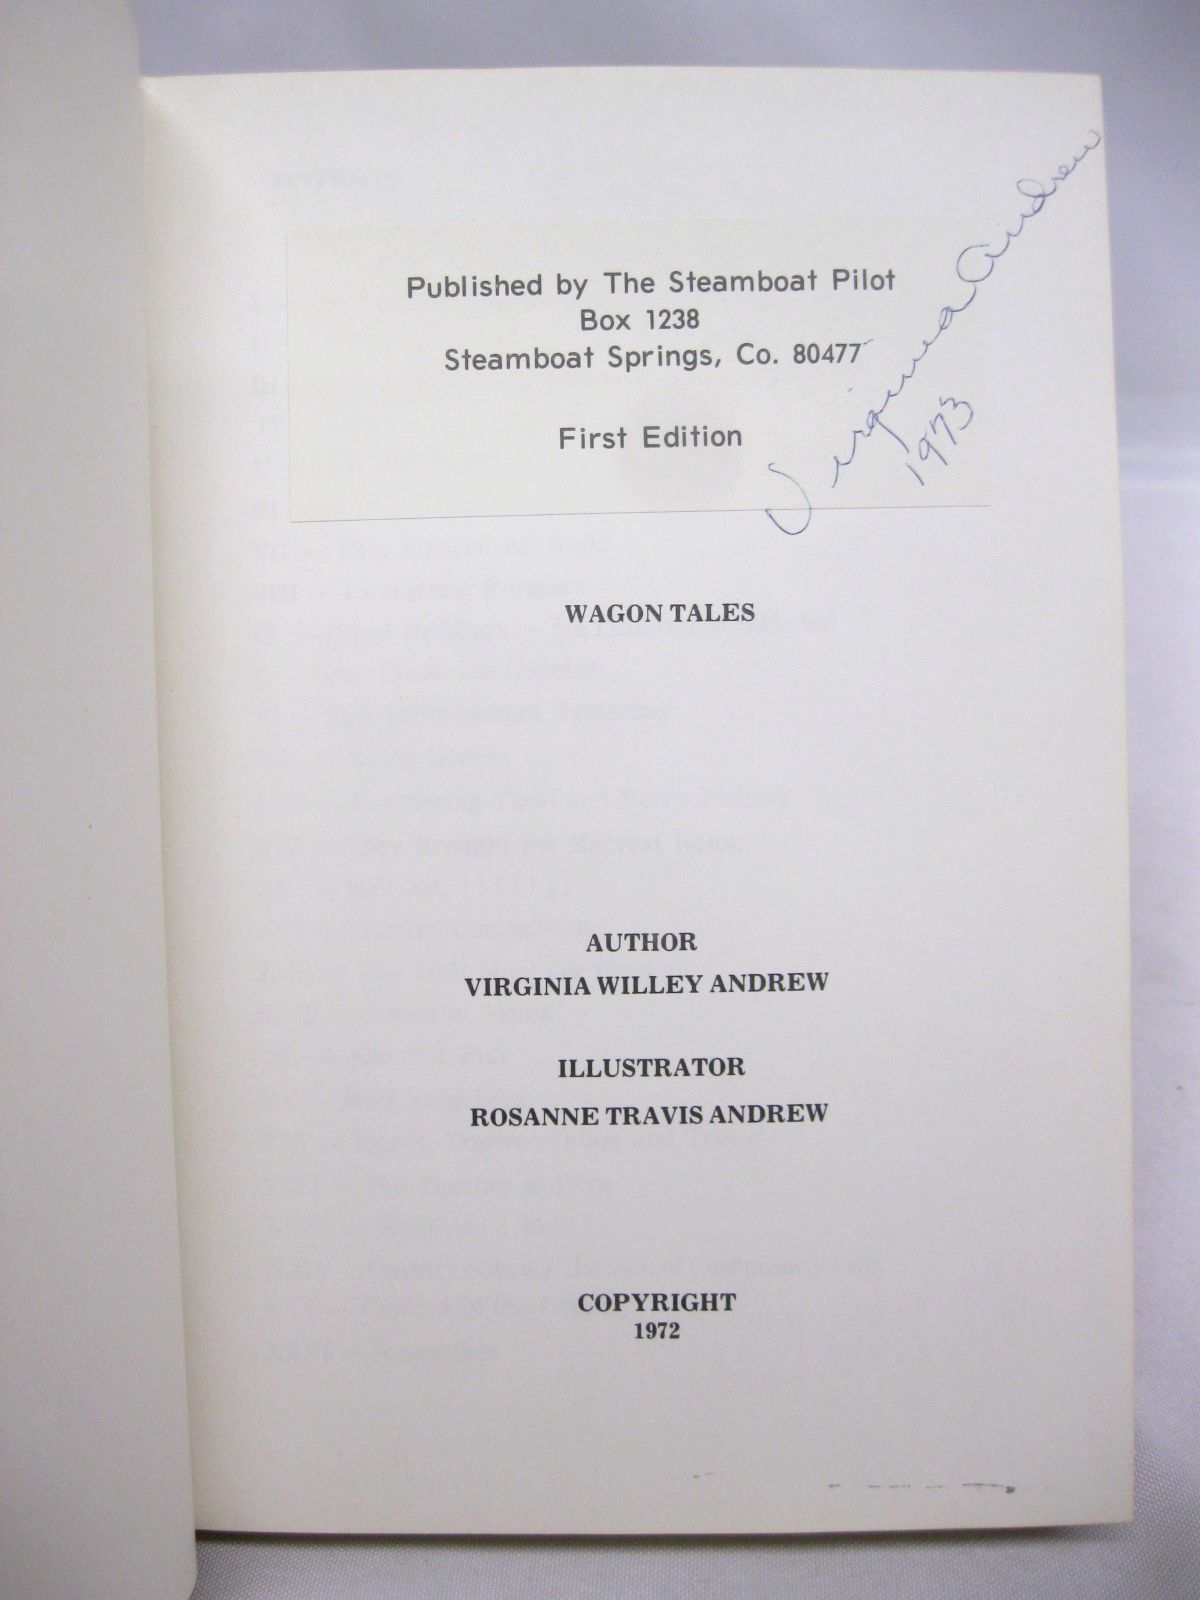 Published by The Steamboat Pilot
Box 1238
Steamboat Springs, Co. 80477
First Edition
Virginia Andrew
1973
WAGON TALES
AUTHOR
VIRGINIA WILLEY ANDREW
ILLUSTRATOR
ROSANNE TRAVIS ANDREW
COPYRIGHT
1972